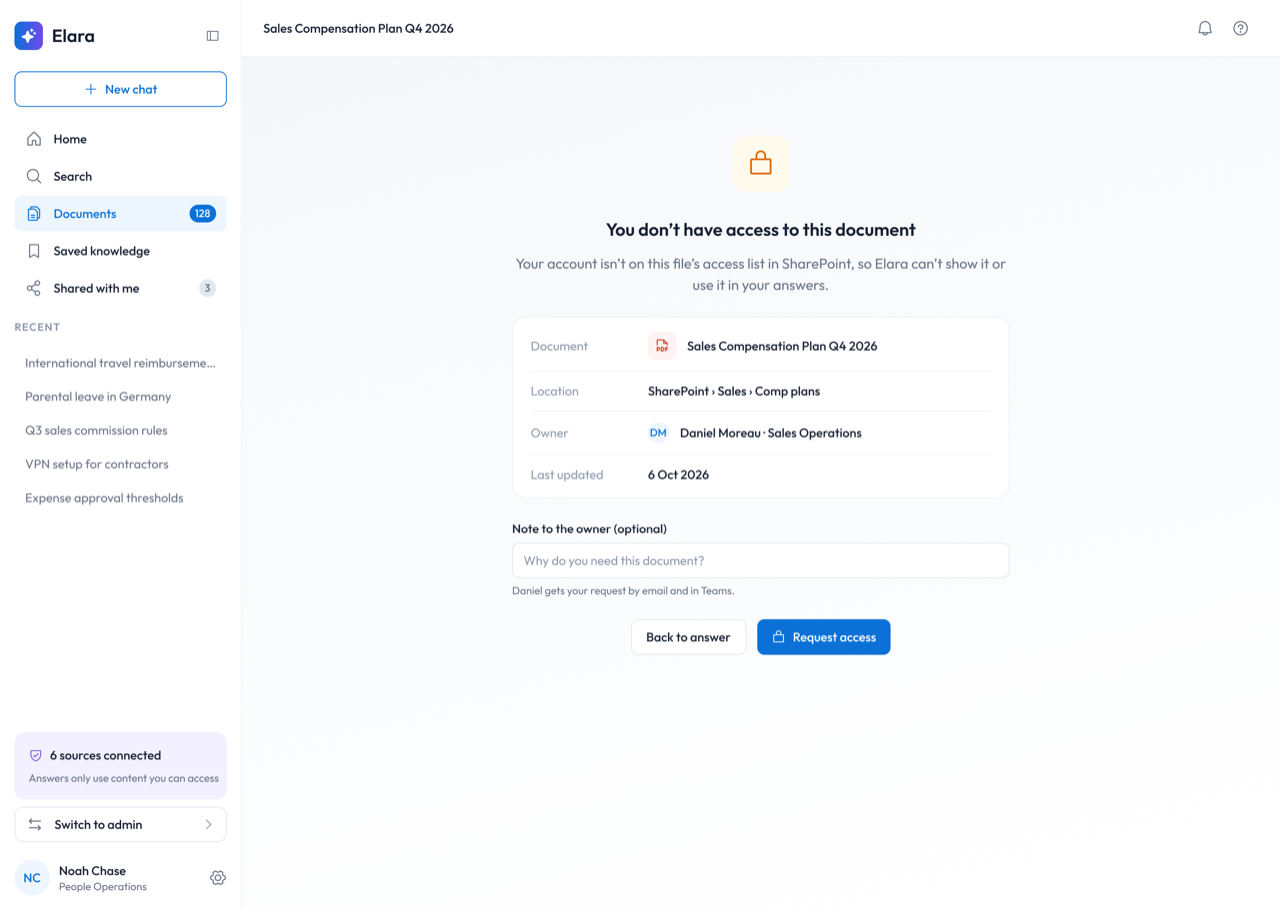 Elara
New chat
Home
Search
Documents 128
Saved knowledge
Shared with me 3
RECENT
International travel reimburseme...
Parental leave in Germany
Q3 sales commission rules
VPN setup for contractors
Expense approval thresholds
6 sources connected
Answers only use content you can access
Switch to admin
NC Noah Chase
People Operations
Sales Compensation Plan Q4 2026
You don’t have access to this document
Your account isn’t on this file’s access list in SharePoint, so Elara can’t show it or
use it in your answers.
Document PDF Sales Compensation Plan Q4 2026
Location SharePoint › Sales › Comp plans
Owner DM Daniel Moreau · Sales Operations
Last updated 6 Oct 2026
Note to the owner (optional)
Why do you need this document?
Daniel gets your request by email and in Teams.
Back to answer Request access